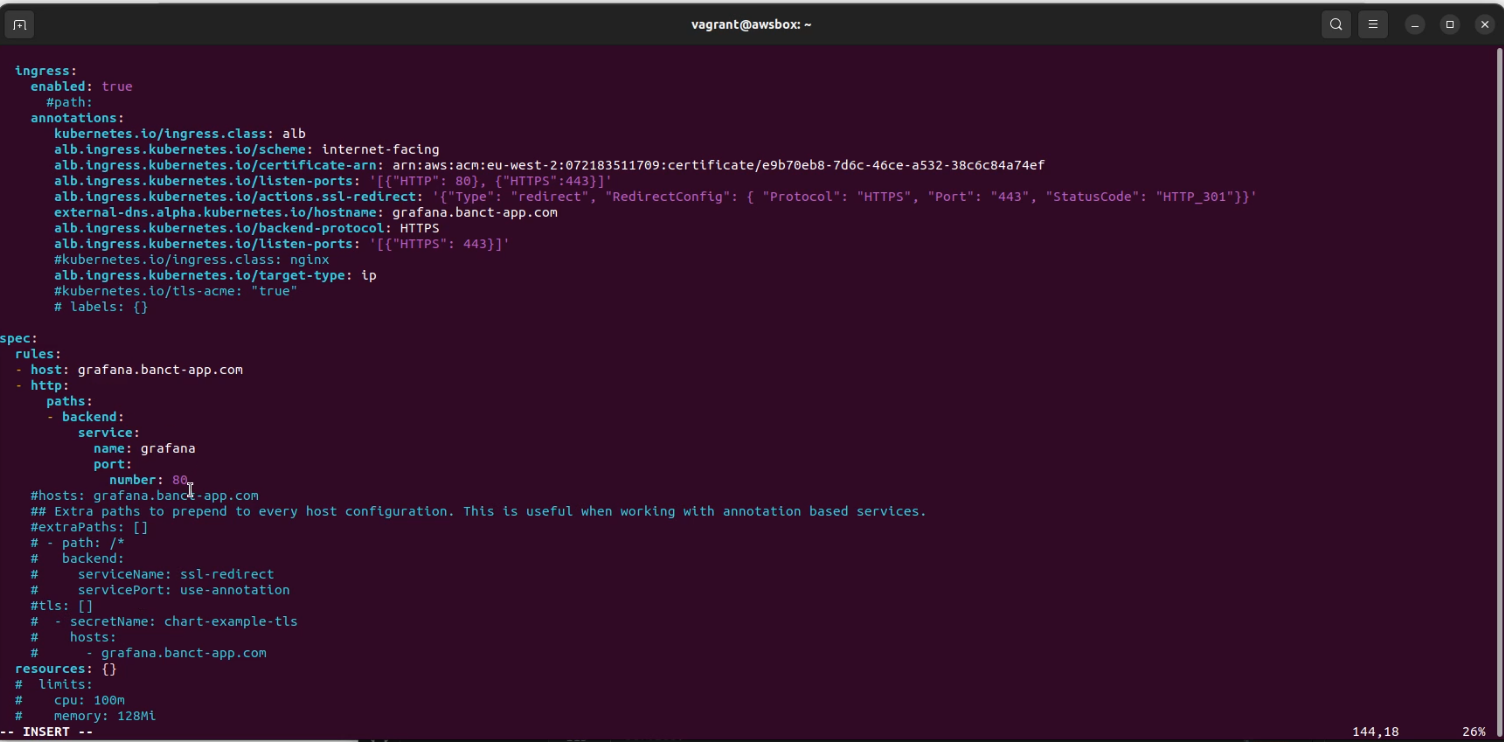 vagrant@awsbox: ~
ingress:
enabled: true
#path:
annotations:
kubernetes.io/ingress.class: alb
alb.ingress.kubernetes.io/scheme: internet-facing
alb.ingress.kubernetes.io/certificate-arn: arn:aws:acm:eu-west-2:072183511709:certificate/e9b70eb8-7d6c-46ce-a532-38c6c84a74ef
alb.ingress.kubernetes.io/listen-ports: '[{"HTTP": 80}, {"HTTPS":443}]'
alb.ingress.kubernetes.io/actions.ssl-redirect: '{"Type": "redirect", "RedirectConfig": { "Protocol": "HTTPS", "Port": "443", "StatusCode": "HTTP_301"}}'
external-dns.alpha.kubernetes.io/hostname: grafana.banct-app.com
alb.ingress.kubernetes.io/backend-protocol: HTTPS
alb.ingress.kubernetes.io/listen-ports: '[{"HTTPS": 443}]'
#kubernetes.io/ingress.class: nginx
alb.ingress.kubernetes.io/target-type: ip
#kubernetes.io/tls-acme: "true"
# labels: {}
spec:
rules:
- host: grafana.banct-app.com
- http:
paths:
- backend:
service:
name: grafana
port:
number: 80
#hosts: grafana.banct-app.com
## Extra paths to prepend to every host configuration. This is useful when working with annotation based services.
#extraPaths: []
# - path: /*
#   backend:
#     serviceName: ssl-redirect
#     servicePort: use-annotation
#tls: []
#  - secretName: chart-example-tls
#    hosts:
#      - grafana.banct-app.com
resources: {}
#  limits:
#    cpu: 100m
#    memory: 128Mi
-- INSERT -- 144,18 26%